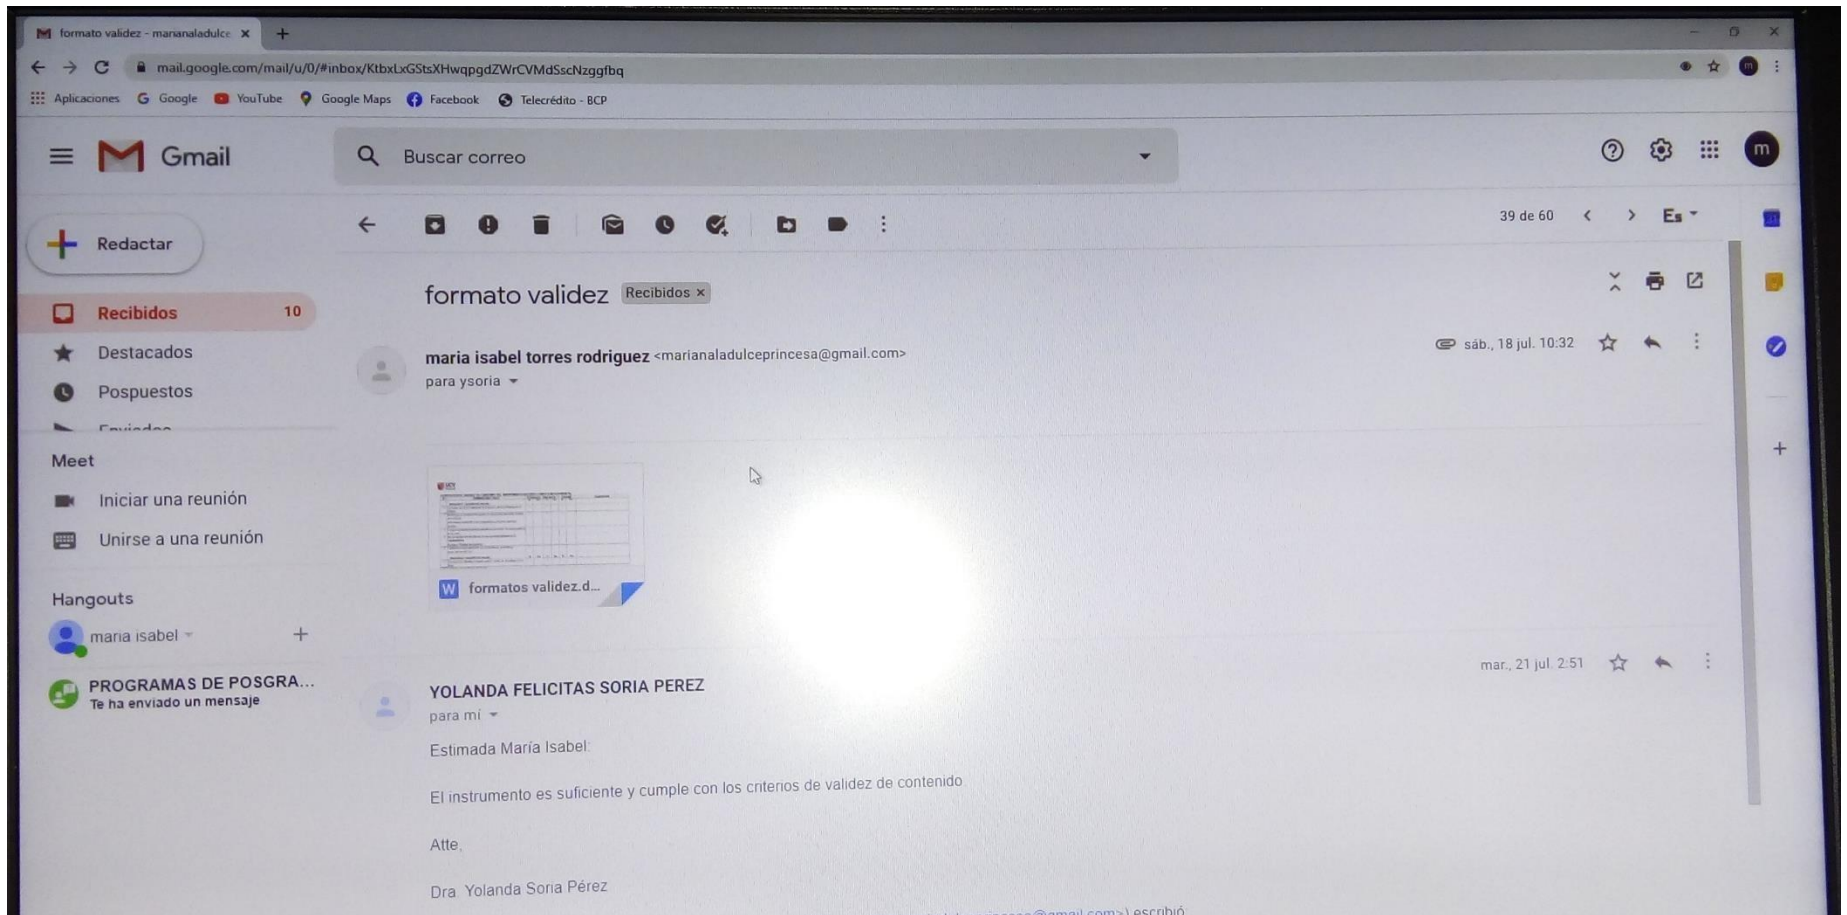 formato validez - marianaladulce
mail.google.com/mail/u/0/#inbox/KtbxLxGStsXHwqpgdZWrCVMdSscNzggfbq
Aplicaciones Google YouTube Google Maps Facebook Telecrédito - BCP
Gmail
Buscar correo
m
Redactar
39 de 60
Es
Recibidos 10
Destacados
Pospuestos
Enviados
Meet
Iniciar una reunión
Unirse a una reunión
Hangouts
maria isabel
PROGRAMAS DE POSGRA...
Te ha enviado un mensaje
formato validez Recibidos
maria isabel torres rodriguez <marianaladulceprincesa@gmail.com>
sáb., 18 jul. 10:32
para ysoria
W formatos validez.d...
YOLANDA FELICITAS SORIA PEREZ
mar., 21 jul. 2:51
para mí
Estimada María Isabel:
El instrumento es suficiente y cumple con los criterios de validez de contenido
Atte.
Dra. Yolanda Soria Pérez
@gmail.com>) escribió: